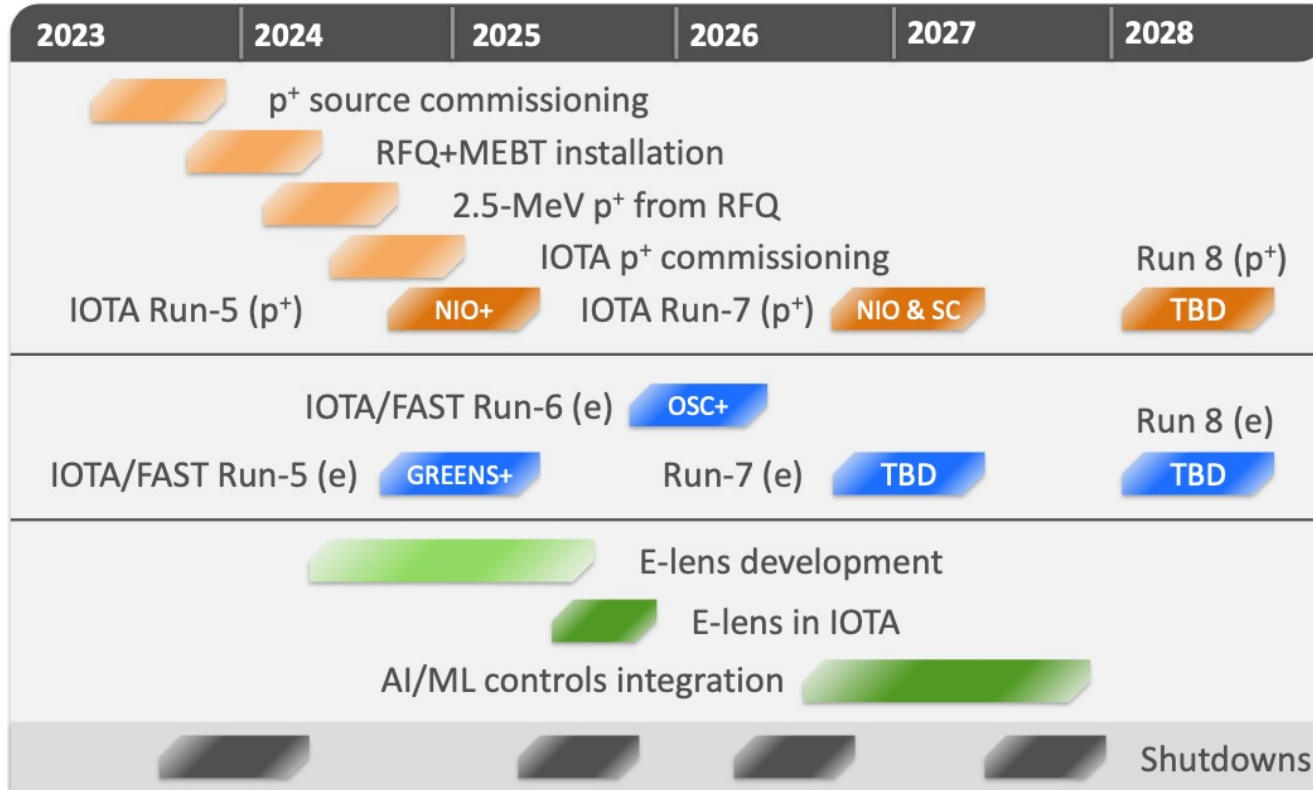 2023 2024 2025 2026 2027 2028
p⁺ source commissioning
RFQ+MEBT installation
2.5-MeV p⁺ from RFQ
IOTA p⁺ commissioning
Run 8 (p⁺)
IOTA Run-5 (p⁺) NIO+ IOTA Run-7 (p⁺) NIO & SC TBD
IOTA/FAST Run-6 (e) OSC+
Run 8 (e)
IOTA/FAST Run-5 (e) GREENS+ Run-7 (e) TBD TBD
E-lens development
E-lens in IOTA
AI/ML controls integration
Shutdowns